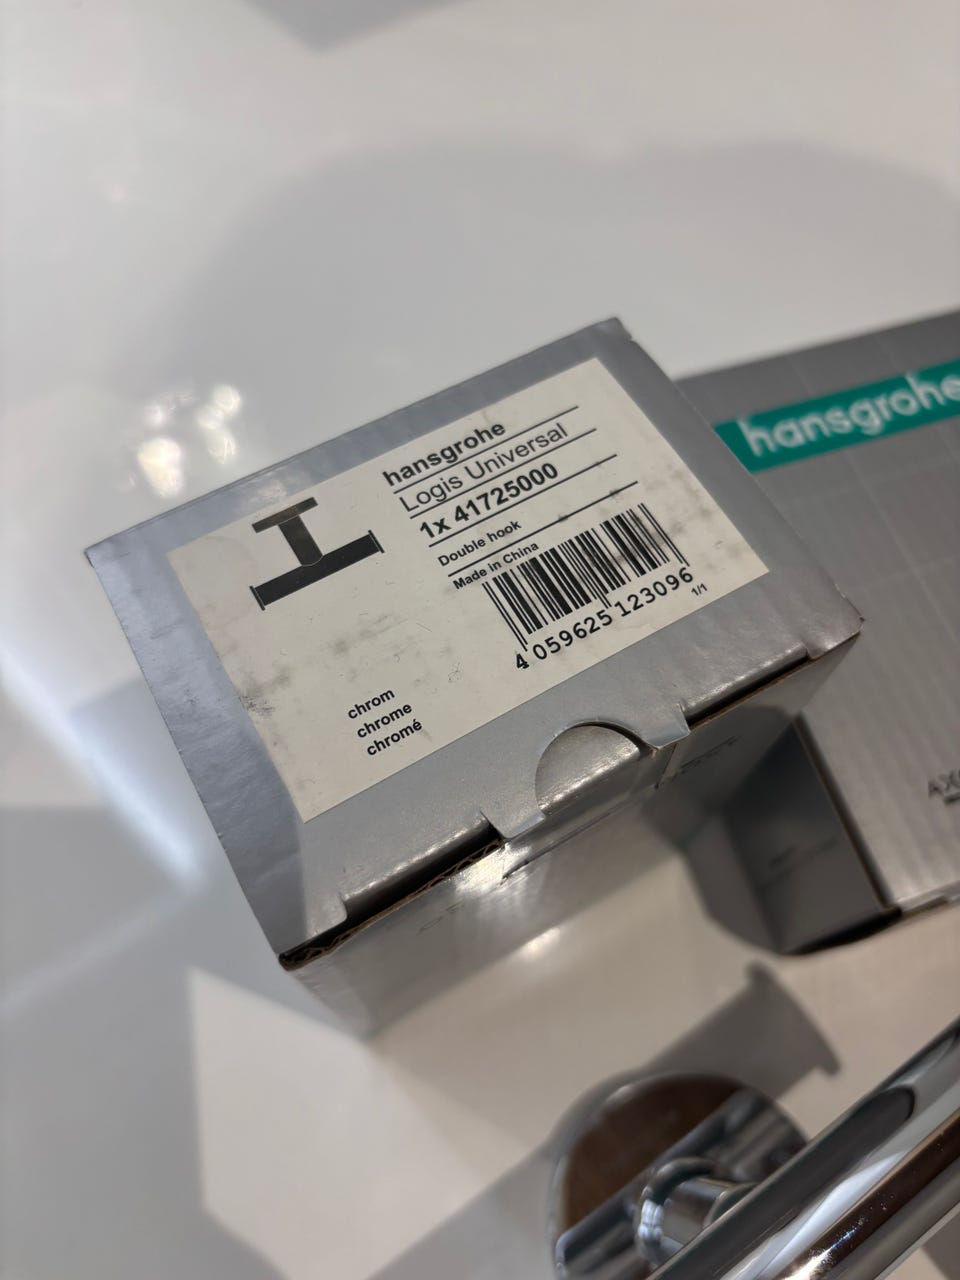 hansgrohe
Logis Universal
1x 41725000
Double hook
Made in China
4 059625 123096
1/1
chrom
chrome
chromé
hansgrohe